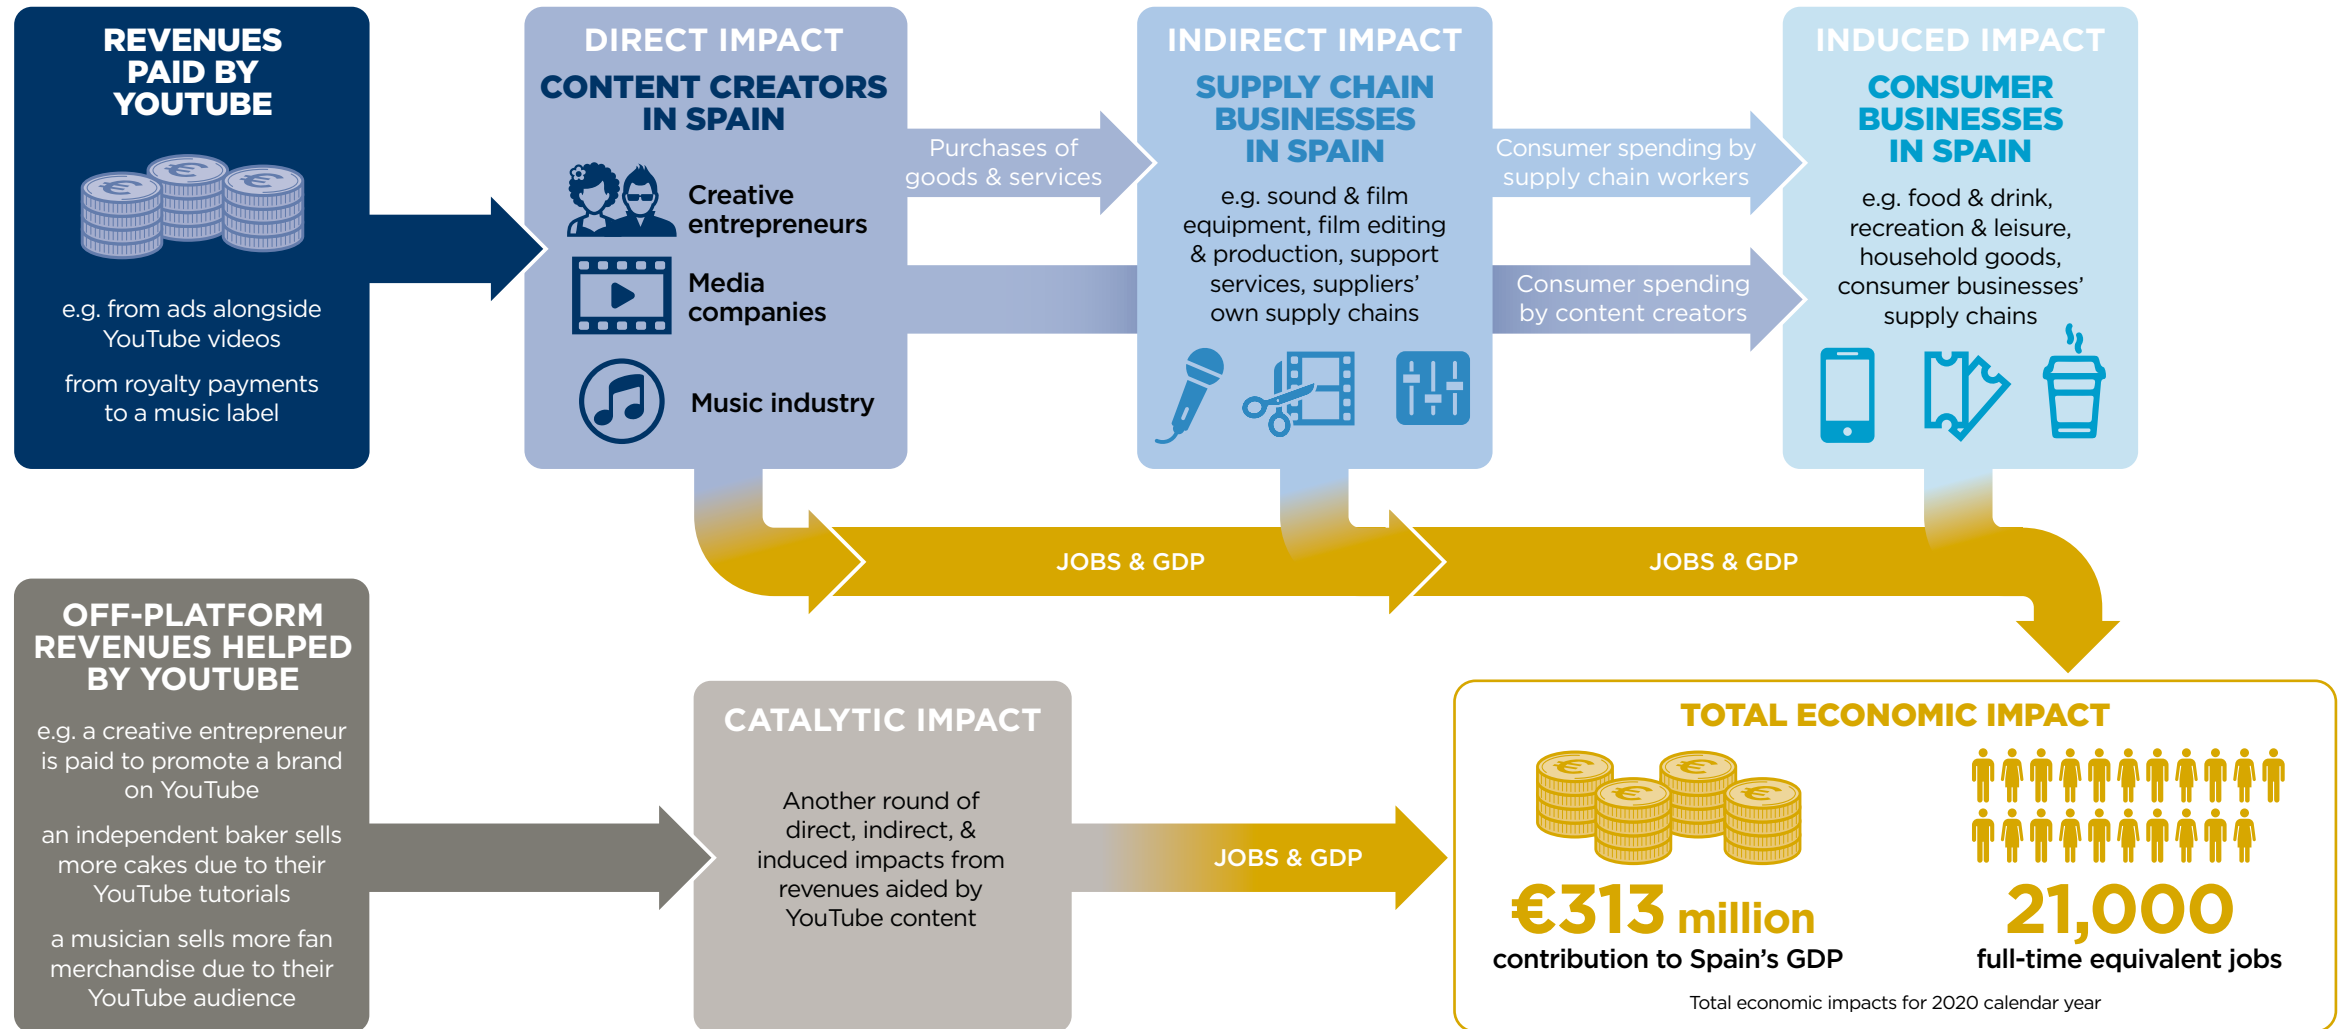 REVENUES
PAID BY
YOUTUBE
e.g. from ads alongside
YouTube videos
from royalty payments
to a music label
DIRECT IMPACT
CONTENT CREATORS
IN SPAIN
Creative
entrepreneurs
Media
companies
Music industry
Purchases of
goods & services
INDIRECT IMPACT
SUPPLY CHAIN
BUSINESSES
IN SPAIN
e.g. sound & film
equipment, film editing
& production, support
services, suppliers’
own supply chains
Consumer spending by
supply chain workers
Consumer spending
by content creators
INDUCED IMPACT
CONSUMER
BUSINESSES
IN SPAIN
e.g. food & drink,
recreation & leisure,
household goods,
consumer businesses’
supply chains
JOBS & GDP
JOBS & GDP
OFF-PLATFORM
REVENUES HELPED
BY YOUTUBE
e.g. a creative entrepreneur
is paid to promote a brand
on YouTube
an independent baker sells
more cakes due to their
YouTube tutorials
a musician sells more fan
merchandise due to their
YouTube audience
CATALYTIC IMPACT
Another round of
direct, indirect, &
induced impacts from
revenues aided by
YouTube content
JOBS & GDP
TOTAL ECONOMIC IMPACT
€313 million
contribution to Spain’s GDP
21,000
full-time equivalent jobs
Total economic impacts for 2020 calendar year